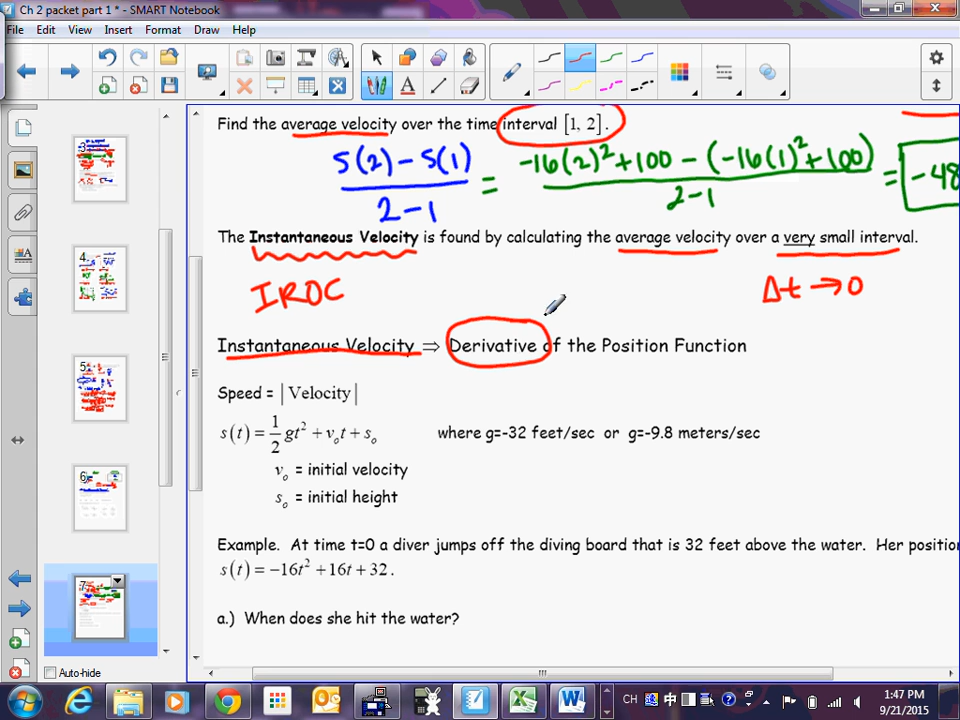 Ch 2 packet part 1 * - SMART Notebook
File Edit View Insert Format Draw Help
Find the average velocity over the time interval [1, 2].
s(2) - s(1) / 2 - 1 = -16(2)² + 100 - (-16(1)² + 100) / 2 - 1 = -48
The Instantaneous Velocity is found by calculating the average velocity over a very small interval.
IROC
Δt → 0
Instantaneous Velocity ⇒ Derivative of the Position Function
Speed = | Velocity |
s(t) = 1/2 gt² + v₀t + s₀ where g=-32 feet/sec or g=-9.8 meters/sec
v₀ = initial velocity
s₀ = initial height
Example. At time t=0 a diver jumps off the diving board that is 32 feet above the water. Her position
s(t) = -16t² + 16t + 32.
a.) When does she hit the water?
4.
5
6
7
Auto-hide
CH 中
1:47 PM
9/21/2015